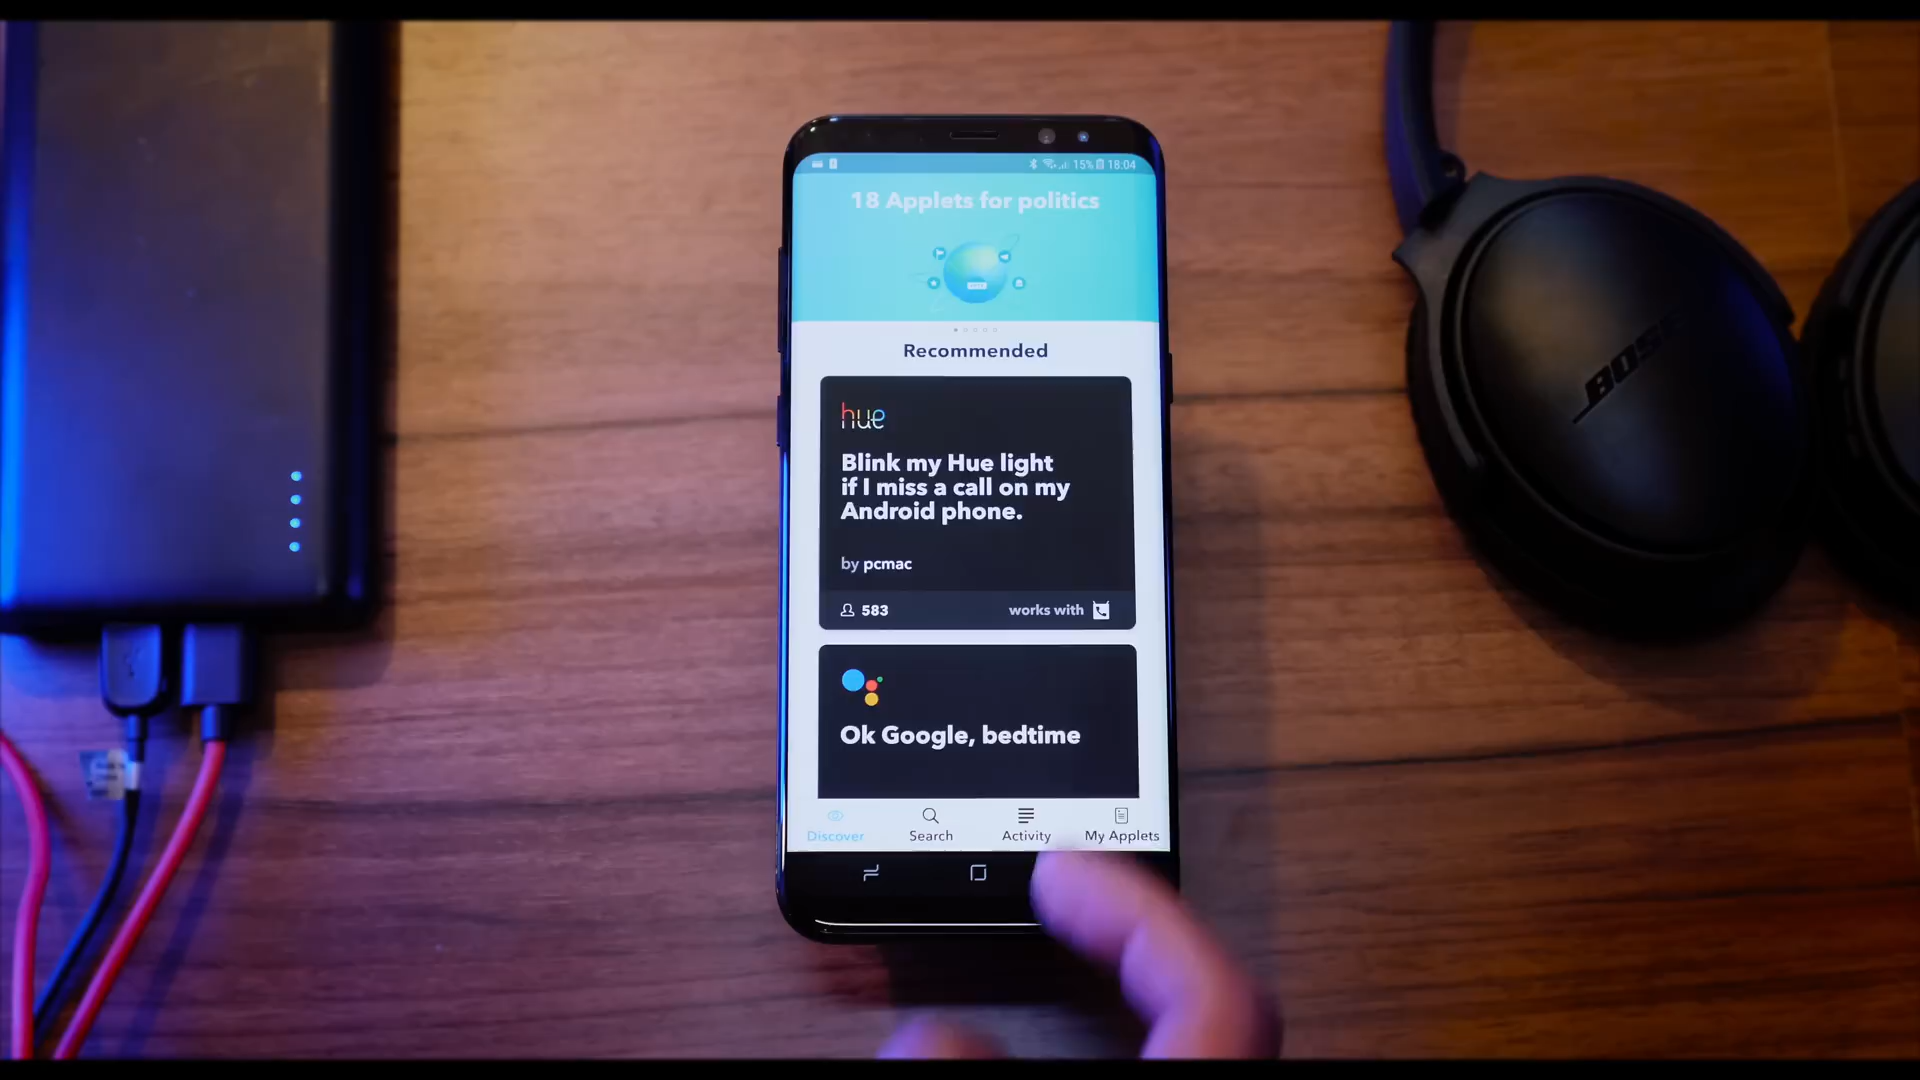 15% 18:04
18 Applets for politics
Recommended
hue
Blink my Hue light
if I miss a call on my
Android phone.
by pcmac
583
works with
Ok Google, bedtime
Discover
Search
Activity
My Applets
BOSE